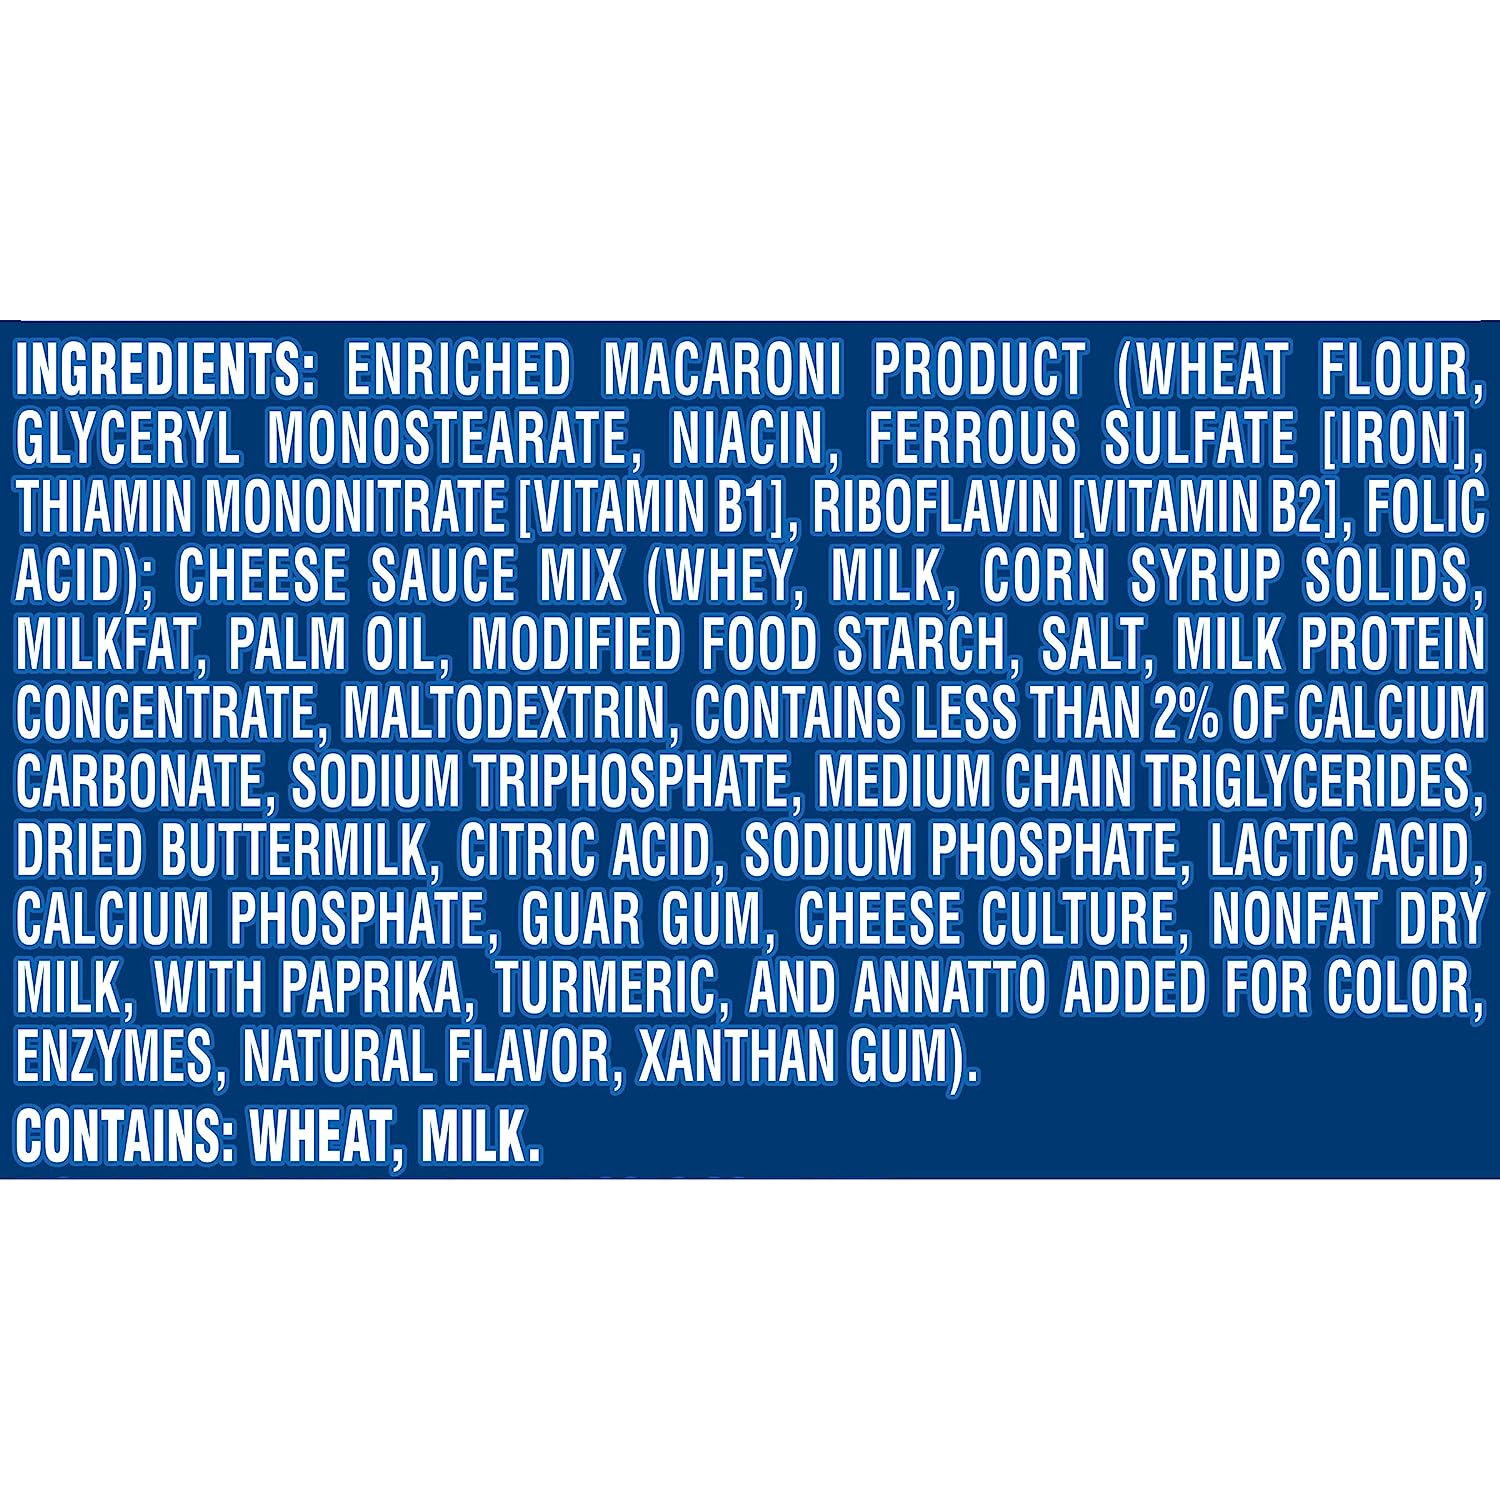 INGREDIENTS: ENRICHED MACARONI PRODUCT (WHEAT FLOUR,
GLYCERYL MONOSTEARATE, NIACIN, FERROUS SULFATE [IRON],
THIAMIN MONONITRATE [VITAMIN B1], RIBOFLAVIN [VITAMIN B2], FOLIC
ACID); CHEESE SAUCE MIX (WHEY, MILK, CORN SYRUP SOLIDS,
MILKFAT, PALM OIL, MODIFIED FOOD STARCH, SALT, MILK PROTEIN
CONCENTRATE, MALTODEXTRIN, CONTAINS LESS THAN 2% OF CALCIUM
CARBONATE, SODIUM TRIPHOSPHATE, MEDIUM CHAIN TRIGLYCERIDES,
DRIED BUTTERMILK, CITRIC ACID, SODIUM PHOSPHATE, LACTIC ACID,
CALCIUM PHOSPHATE, GUAR GUM, CHEESE CULTURE, NONFAT DRY
MILK, WITH PAPRIKA, TURMERIC, AND ANNATTO ADDED FOR COLOR,
ENZYMES, NATURAL FLAVOR, XANTHAN GUM).
CONTAINS: WHEAT, MILK.